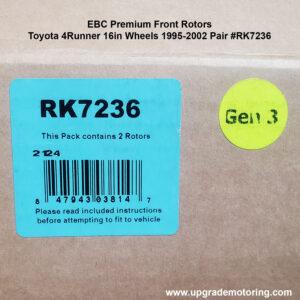 EBC Premium Front Rotors
Toyota 4Runner 16in Wheels 1995-2002 Pair #RK7236
RK7236
This Pack contains 2 Rotors
2124
Gen 3
8 47943 03814 7
Please read included instructions
before attempting to fit to vehicle
www.upgrademotoring.com